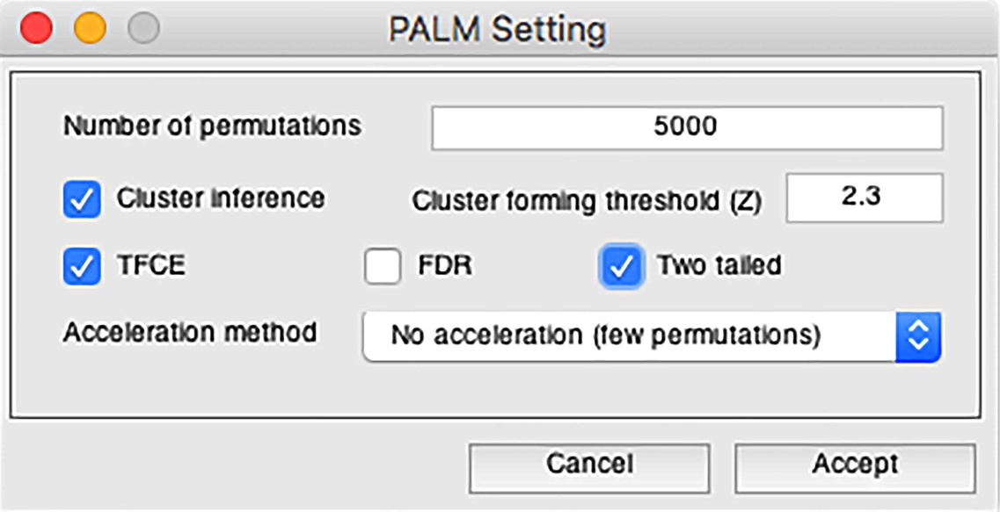 PALM Setting
Number of permutations 5000
Cluster inference Cluster forming threshold (Z) 2.3
TFCE FDR Two tailed
Acceleration method No acceleration (few permutations)
Cancel Accept